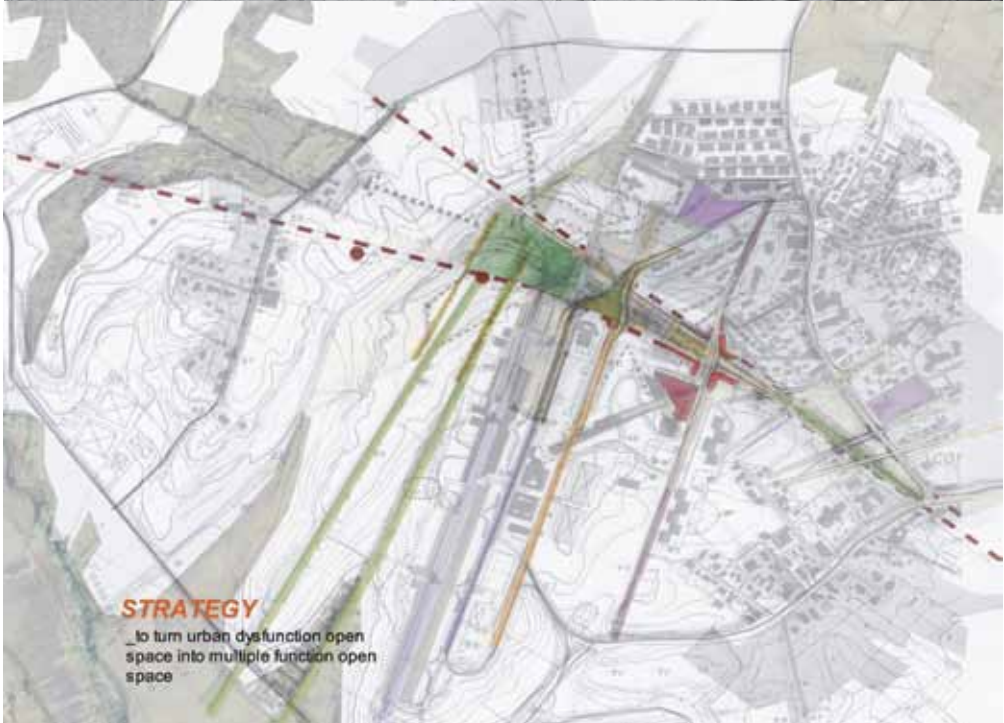 STRATEGY
_to turn urban dysfunction open
space into multiple function open
space